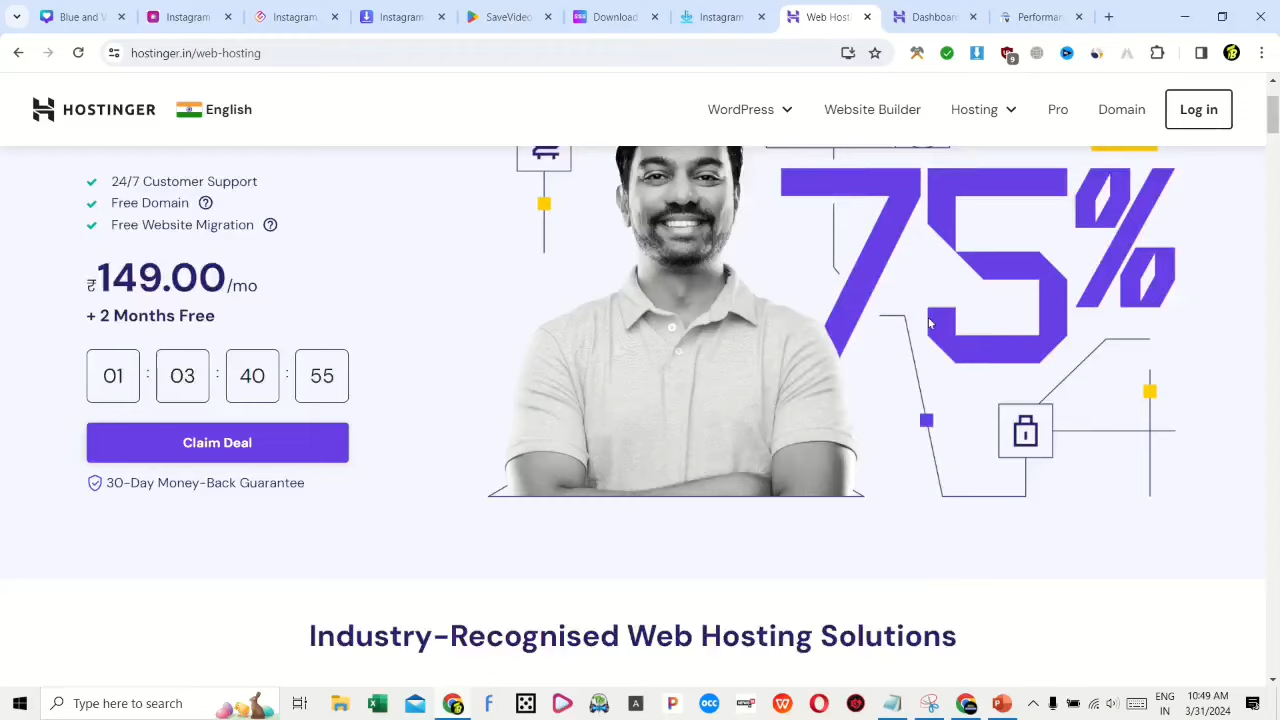 Blue and V
Instagram
Instagram
Instagram
SaveVideo
Download
Instagram
Web Host
Dashboard
Performan
hostinger.in/web-hosting
9
HOSTINGER
English
WordPress
Website Builder
Hosting
Pro
Domain
Log in
24/7 Customer Support
Free Domain
Free Website Migration
₹149.00/mo
+ 2 Months Free
01 : 03 : 40 : 55
Claim Deal
30-Day Money-Back Guarantee
75%
Industry-Recognised Web Hosting Solutions
Type here to search
ENG
IN
10:49 AM
3/31/2024